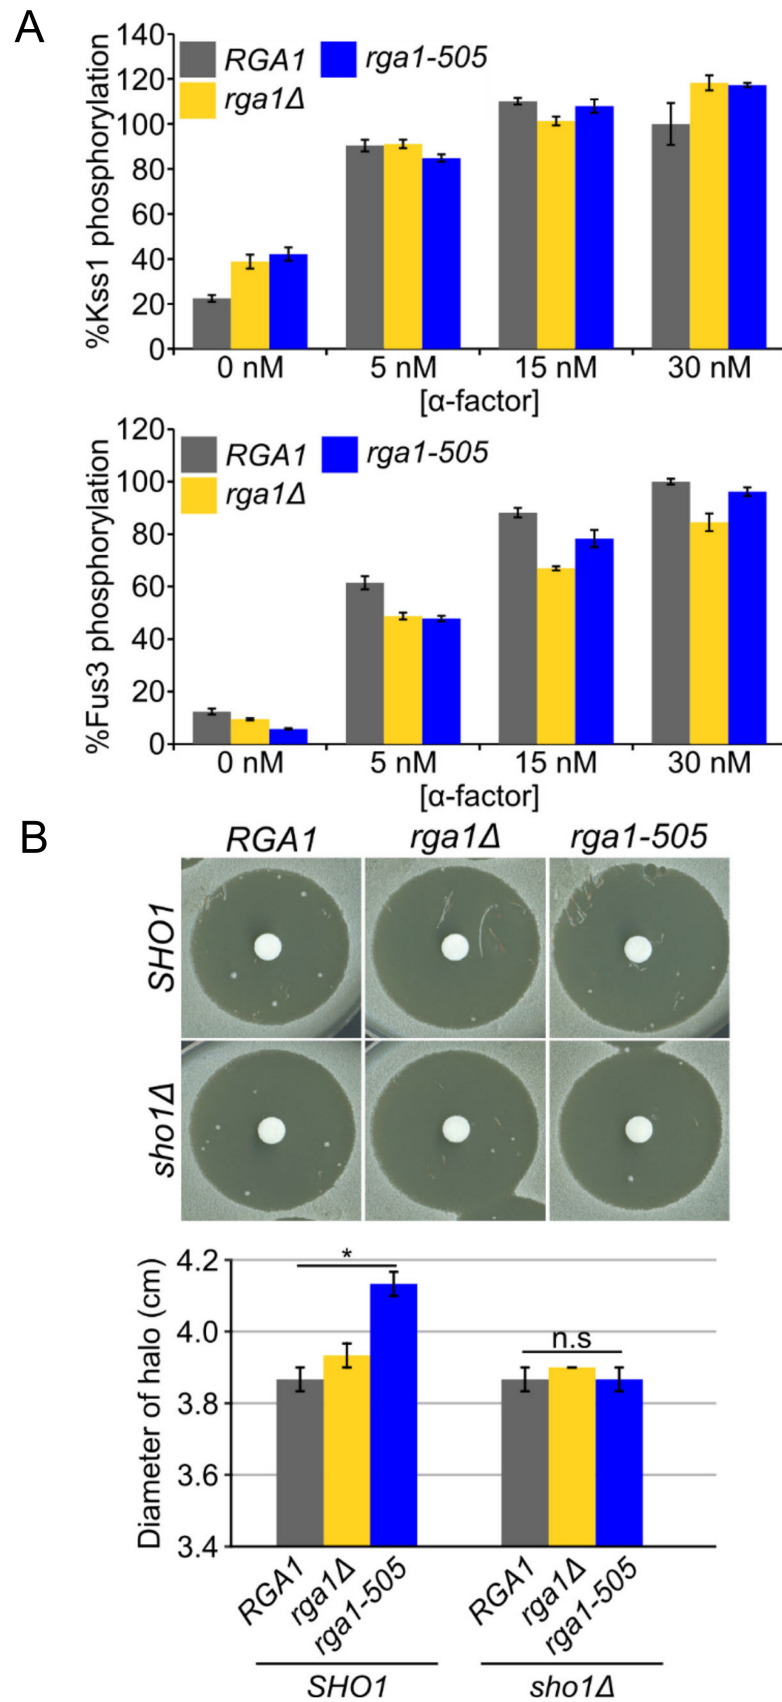 A
%Kss1 phosphorylation
140
120
100
80
60
40
20
0
RGA1
rga1-505
rga1Δ
0 nM
5 nM
15 nM
30 nM
[α-factor]
%Fus3 phosphorylation
120
100
80
60
40
20
0
RGA1
rga1-505
rga1Δ
0 nM
5 nM
15 nM
30 nM
[α-factor]
B
RGA1
rga1Δ
rga1-505
SHO1
sho1Δ
Diameter of halo (cm)
4.2
4.0
3.8
3.6
3.4
*
n.s
RGA1
rga1Δ
rga1-505
RGA1
rga1Δ
rga1-505
SHO1
sho1Δ